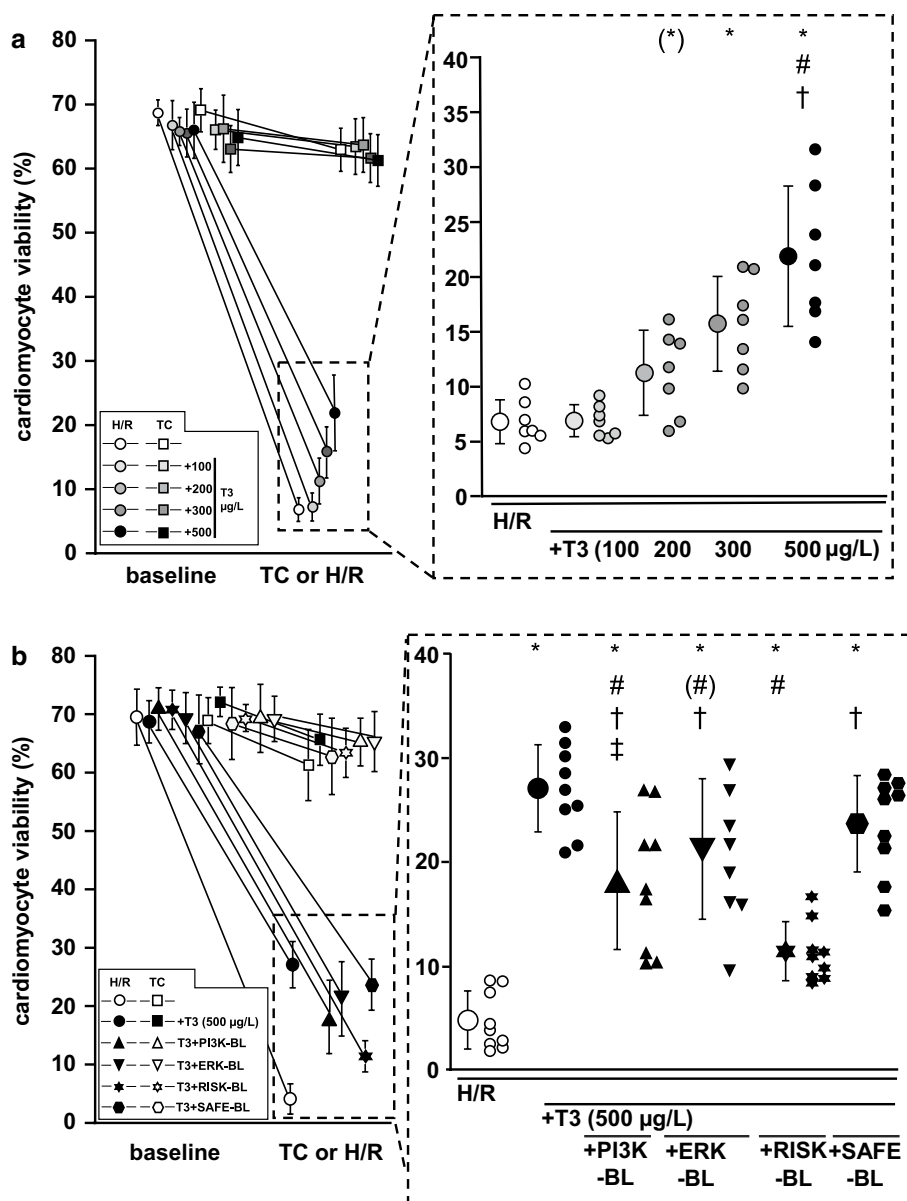 a
cardiomyocyte viability (%)
80
70
60
50
40
30
20
10
0
H/R TC
+100
+200
+300
+500
T3
µg/L
baseline
TC or H/R
(*) * *
#
†
40
35
30
25
20
15
10
5
0
H/R
+T3 (100 200 300 500 µg/L)
b
cardiomyocyte viability (%)
80
70
60
50
40
30
20
10
0
H/R TC
+T3 (500 µg/L)
T3+PI3K-BL
T3+ERK-BL
T3+RISK-BL
T3+SAFE-BL
baseline
TC or H/R
* * * * *
# (#) #
† † †
‡
40
30
20
10
0
H/R
+T3 (500 µg/L)
+PI3K +ERK +RISK +SAFE
-BL -BL -BL -BL